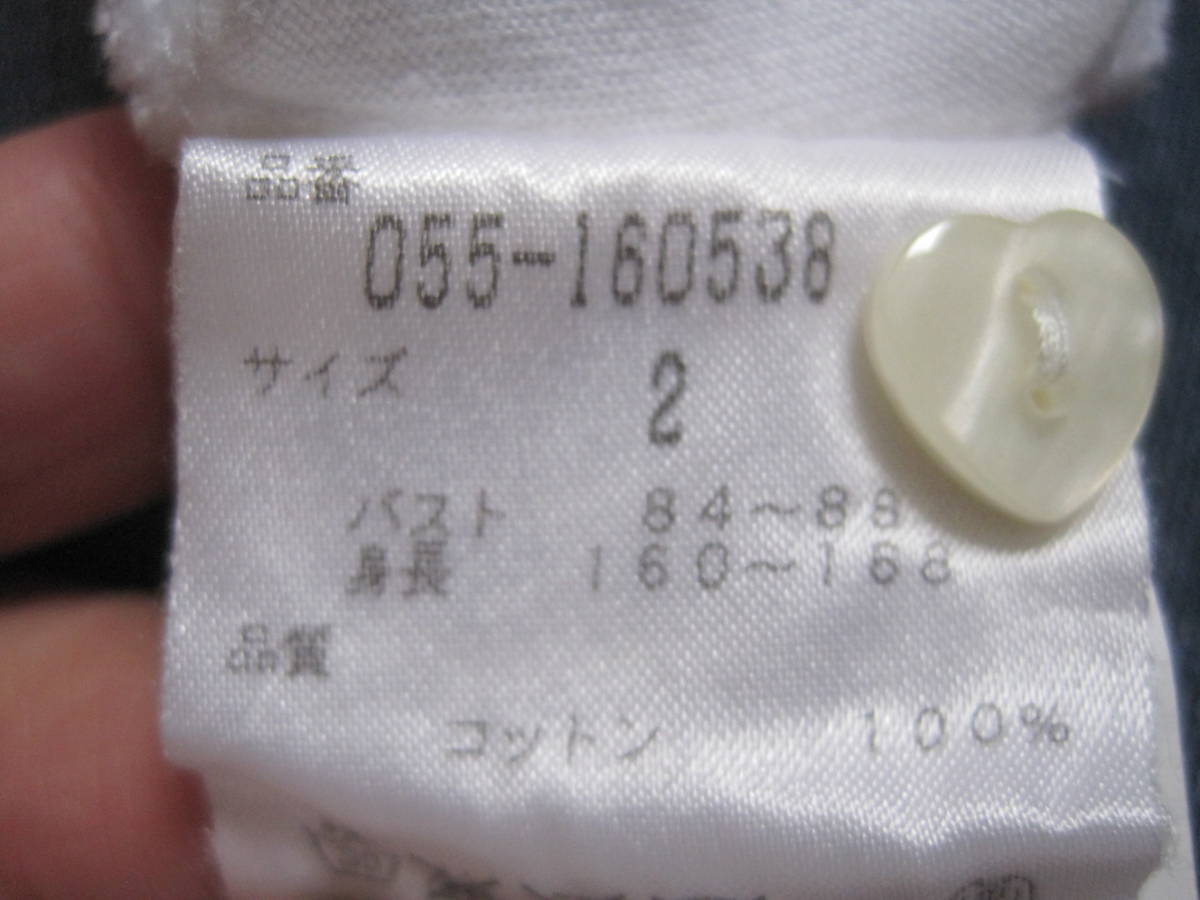 品番
055-160538
サイズ 2
バスト 84~88
身長 160~168
品質
コットン 100%